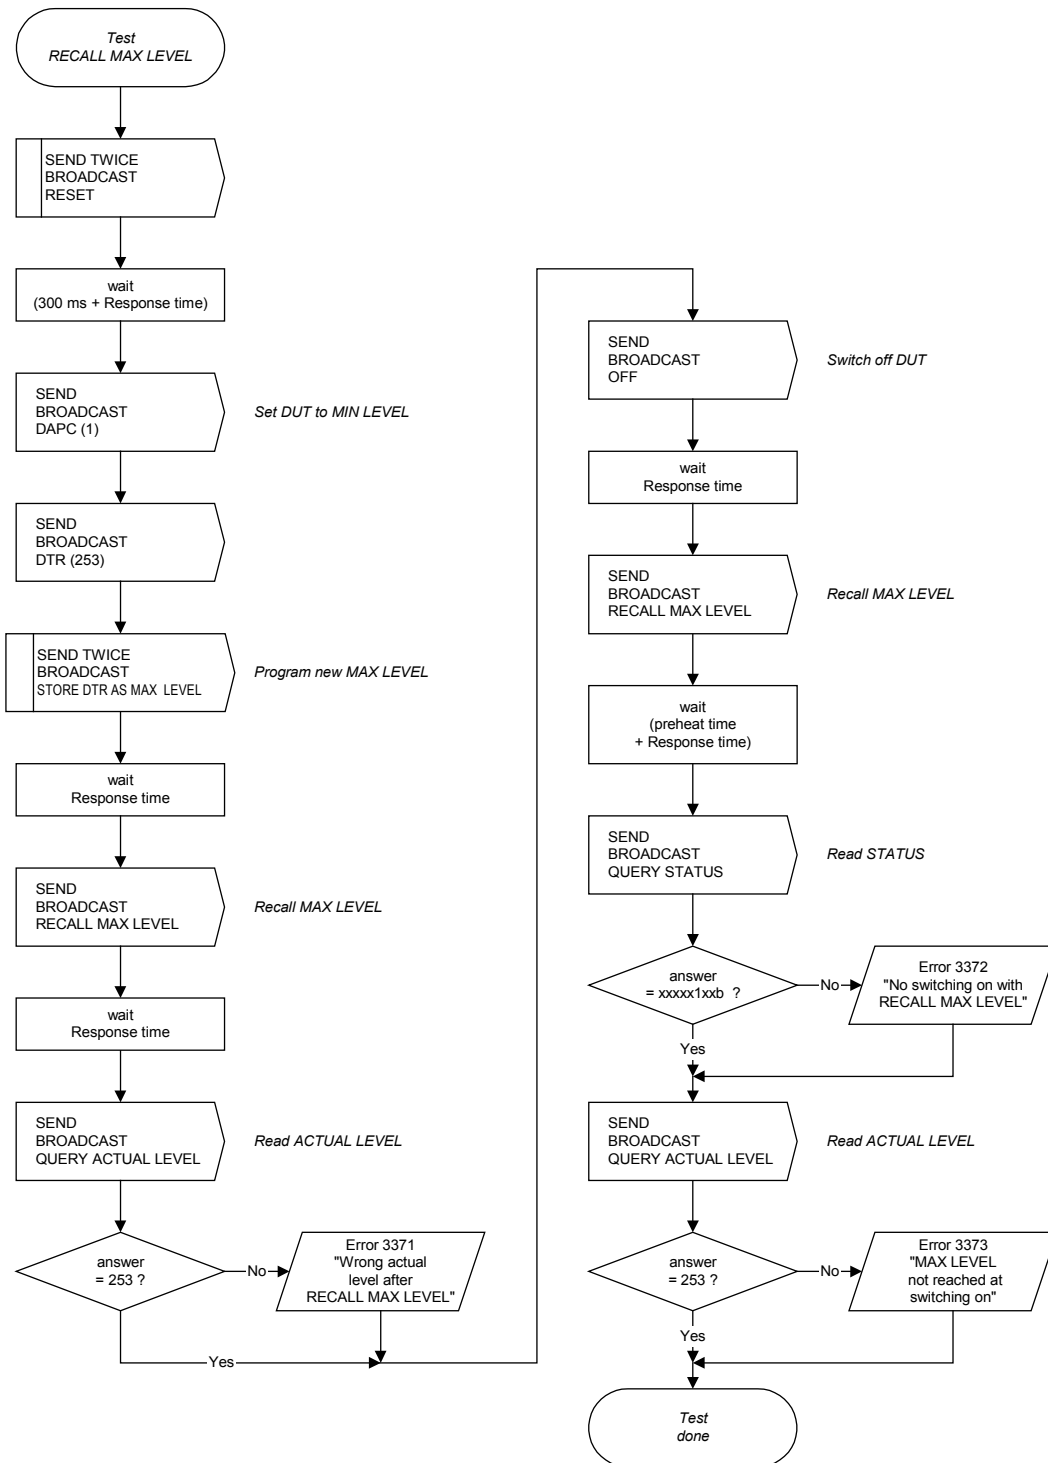 Test
RECALL MAX LEVEL
SEND TWICE
BROADCAST
RESET
wait
(300 ms + Response time)
SEND
BROADCAST
DAPC (1)
Set DUT to MIN LEVEL
SEND
BROADCAST
DTR (253)
SEND TWICE
BROADCAST
STORE DTR AS MAX LEVEL
Program new MAX LEVEL
wait
Response time
SEND
BROADCAST
RECALL MAX LEVEL
Recall MAX LEVEL
wait
Response time
SEND
BROADCAST
QUERY ACTUAL LEVEL
Read ACTUAL LEVEL
answer
= 253 ?
No
Error 3371
"Wrong actual
level after
RECALL MAX LEVEL"
Yes
SEND
BROADCAST
OFF
Switch off DUT
wait
Response time
SEND
BROADCAST
RECALL MAX LEVEL
Recall MAX LEVEL
wait
(preheat time
+ Response time)
SEND
BROADCAST
QUERY STATUS
Read STATUS
answer
= xxxxx1xxb ?
No
Error 3372
"No switching on with
RECALL MAX LEVEL"
Yes
SEND
BROADCAST
QUERY ACTUAL LEVEL
Read ACTUAL LEVEL
answer
= 253 ?
No
Error 3373
"MAX LEVEL
not reached at
switching on"
Yes
Test
done